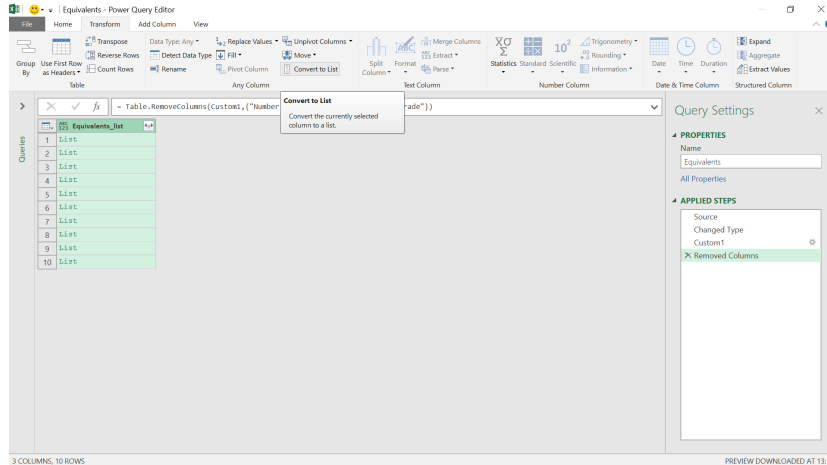 Equivalents - Power Query Editor
File Home Transform Add Column View
Group By
Use First Row as Headers
Transpose
Reverse Rows
Count Rows
Table
Data Type: Any
Detect Data Type
Rename
Replace Values
Fill
Pivot Column
Unpivot Columns
Move
Convert to List
Any Column
Split Column
Format
ABC
Merge Columns
Extract
Parse
Text Column
Statistics
Standard
Scientific
10²
Trigonometry
Rounding
Information
Number Column
Date
Time
Duration
Date & Time Column
Expand
Aggregate
Extract Values
Structured Column
fx = Table.RemoveColumns(Custom1,{"Number
rade"})
Convert to List
Convert the currently selected
column to a list.
Queries
ABC 123 Equivalents_list
1 List
2 List
3 List
4 List
5 List
6 List
7 List
8 List
9 List
10 List
Query Settings
PROPERTIES
Name
Equivalents
All Properties
APPLIED STEPS
Source
Changed Type
Custom1
Removed Columns
3 COLUMNS, 10 ROWS
PREVIEW DOWNLOADED AT 13: